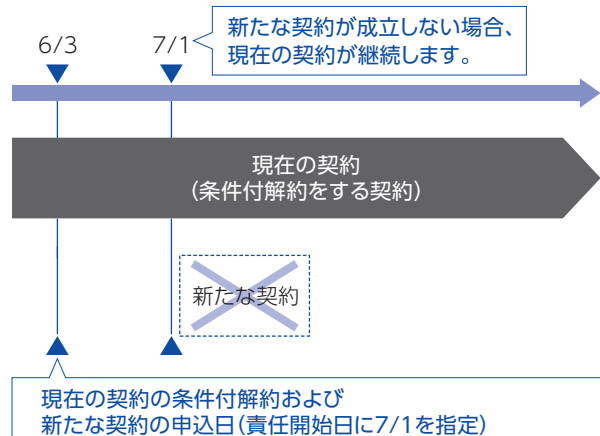 6/3
7/1
新たな契約が成立しない場合、
現在の契約が継続します。
現在の契約
(条件付解約をする契約)
新たな契約
現在の契約の条件付解約および
新たな契約の申込日(責任開始日に7/1を指定)